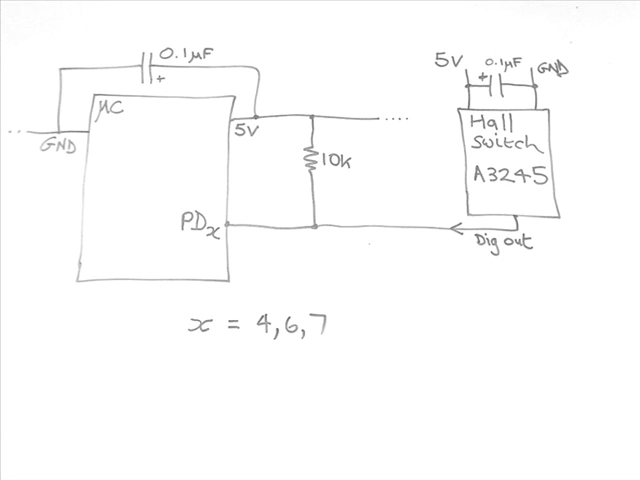 0.1µF
+
µC
GND
5V
10k
PDx
5V
0.1µF
+
GND
Hall
Switch
A3245
Dig out
x = 4,6,7